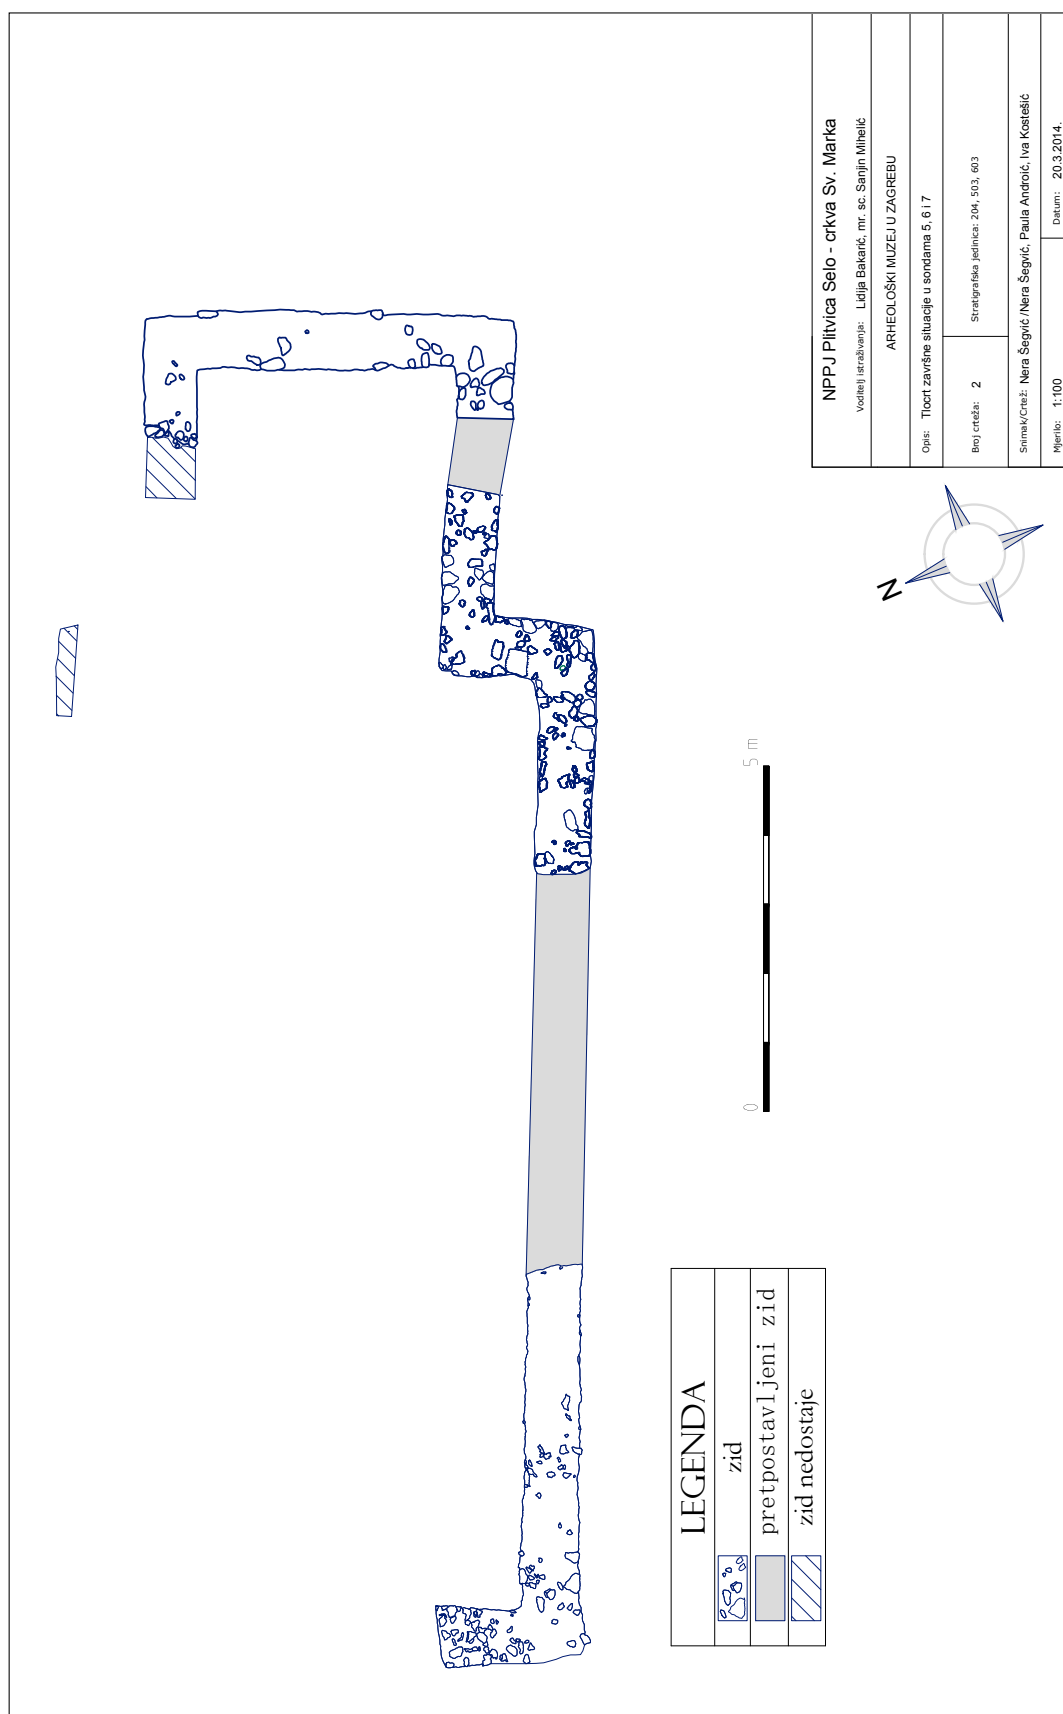 NPPJ Plitvica Selo - crkva Sv. Marka
Voditelj istraživanja: Lidija Bakarić, mr. sc. Sanjin Mihelić
ARHEOLOŠKI MUZEJ U ZAGREBU
Opis: Tlocrt završne situacije u sondama 5, 6 i 7
Broj crteža: 2 Stratigrafska jedinica: 204, 503, 603
Snimak/Crtež: Nera Šegvić /Nera Šegvić, Paula Androić, Iva Kostešić
Mjerilo: 1:100 Datum: 20.3.2014.
N
0 5 m
LEGENDA
zid
pretpostavljeni zid
zid nedostaje